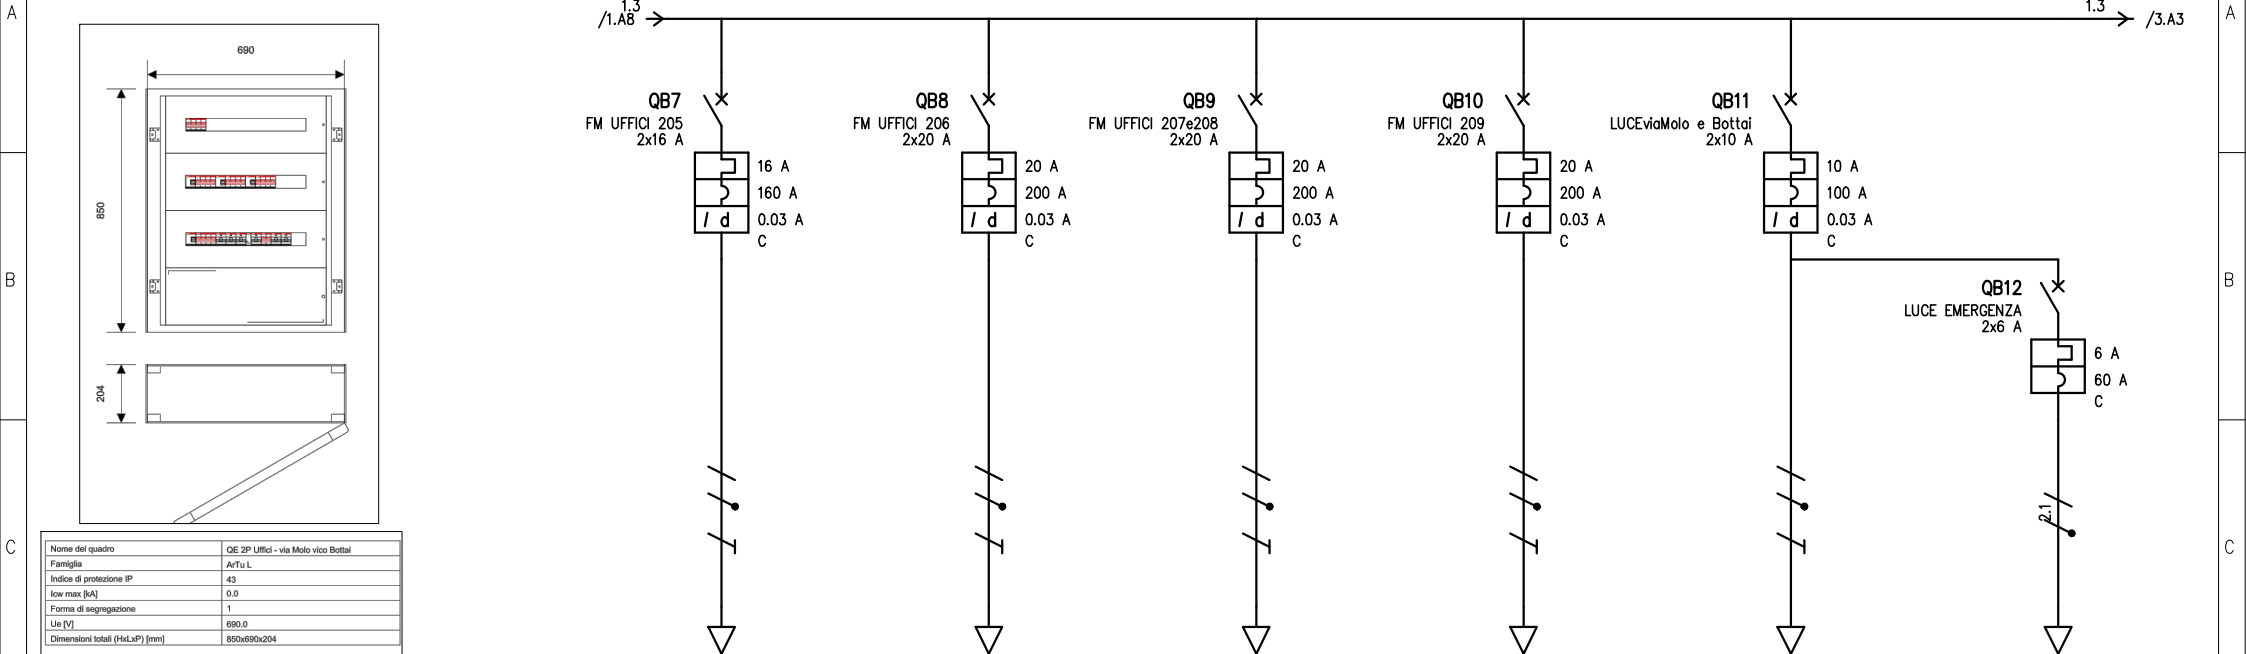 A
690
850
204
Nome del quadro QE 2P Uffici - via Molo vico Bottai
Famiglia ArTu L
Indice di protezione IP 43
Icw max [kA] 0.0
Forma di segregazione 1
Ue [V] 690.0
Dimensioni totali (HxLxP) [mm] 850x690x204
B
C
1.3
/1.A8
1.3
/3.A3
QB7
FM UFFICI 205
2x16 A
16 A
160 A
I d 0.03 A
C
QB8
FM UFFICI 206
2x20 A
20 A
200 A
I d 0.03 A
C
QB9
FM UFFICI 207e208
2x20 A
20 A
200 A
I d 0.03 A
C
QB10
FM UFFICI 209
2x20 A
20 A
200 A
I d 0.03 A
C
QB11
LUCEviaMolo e Bottai
2x10 A
10 A
100 A
I d 0.03 A
C
QB12
LUCE EMERGENZA
2x6 A
6 A
60 A
C
2.1
A
B
C